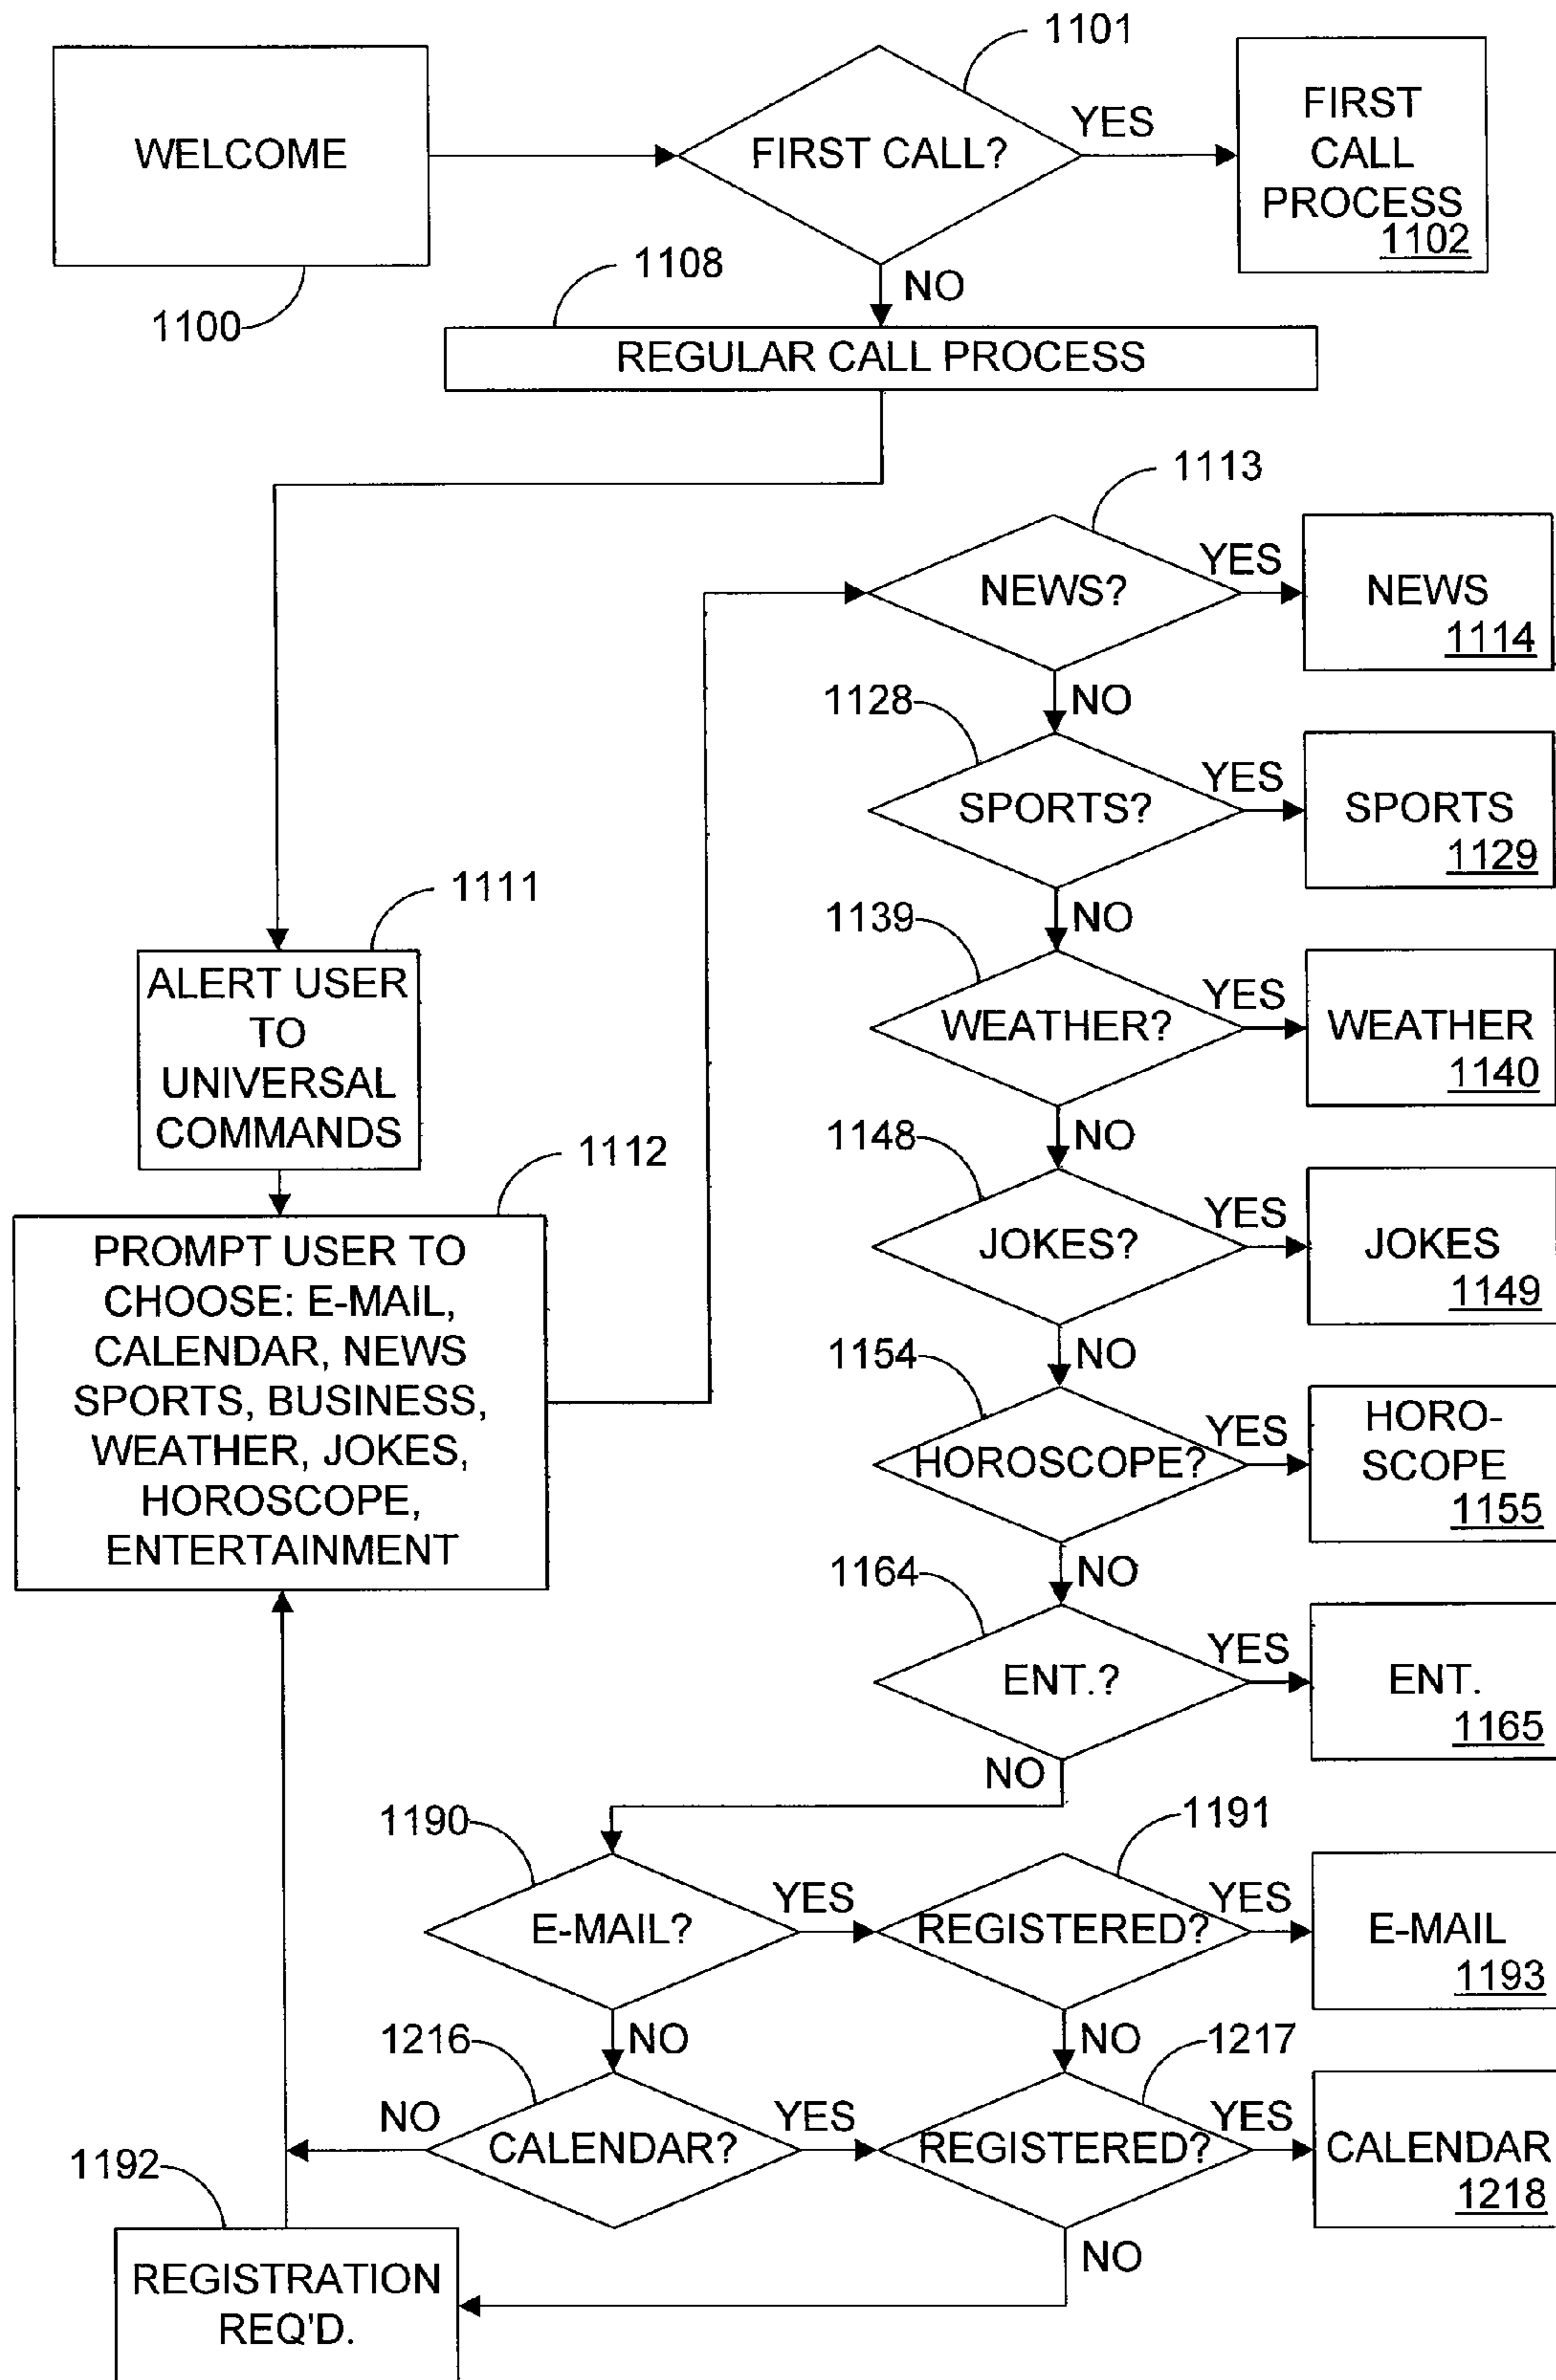 1101
WELCOME
FIRST CALL?
YES
FIRST
CALL
PROCESS
1102
1100
1108
NO
REGULAR CALL PROCESS
1113
NEWS?
YES
NEWS
1114
NO
1128
SPORTS?
YES
SPORTS
1129
NO
1139
WEATHER?
YES
WEATHER
1140
NO
1148
JOKES?
YES
JOKES
1149
NO
1154
HOROSCOPE?
YES
HORO-
SCOPE
1155
NO
1164
ENT.?
YES
ENT.
1165
NO
1111
ALERT USER
TO
UNIVERSAL
COMMANDS
1112
PROMPT USER TO
CHOOSE: E-MAIL,
CALENDAR, NEWS
SPORTS, BUSINESS,
WEATHER, JOKES,
HOROSCOPE,
ENTERTAINMENT
1190
E-MAIL?
YES
1191
REGISTERED?
YES
E-MAIL
1193
NO
NO
1216
CALENDAR?
NO
YES
1217
REGISTERED?
YES
CALENDAR
1218
NO
1192
REGISTRATION
REQ'D.